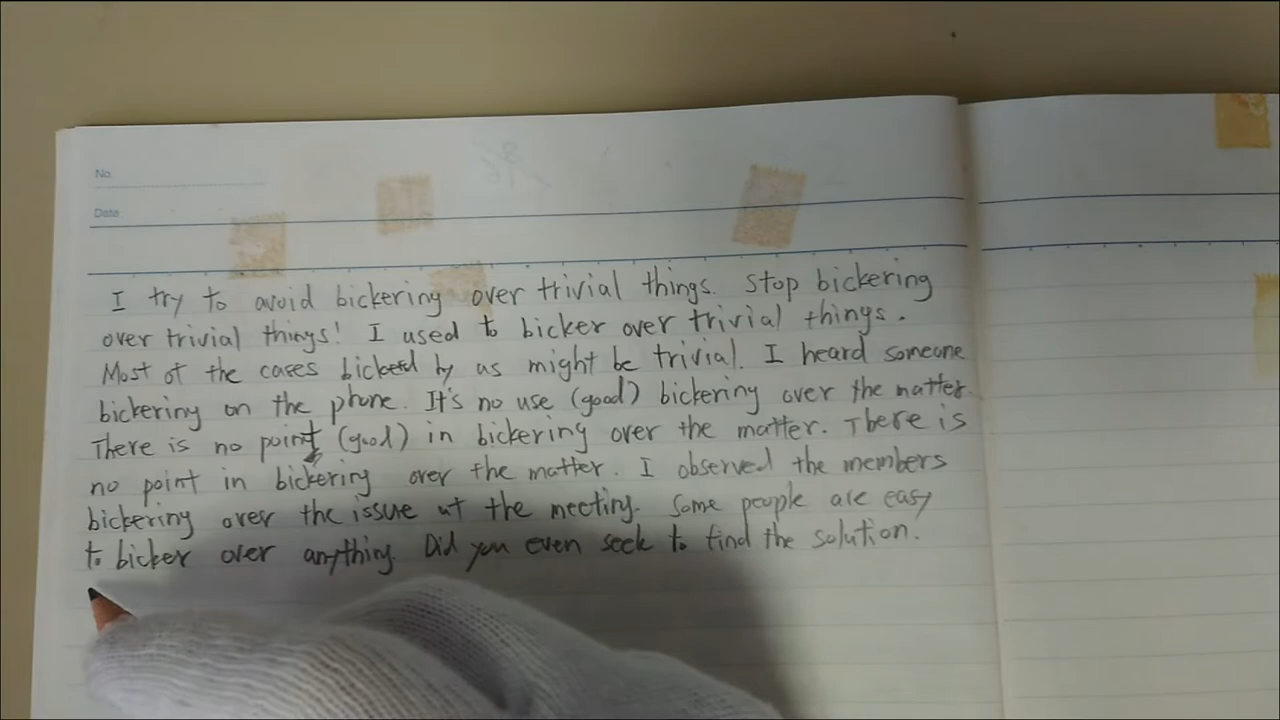 No.
Date
I try to avoid bickering over trivial things. Stop bickering
over trivial things! I used to bicker over trivial things.
Most of the cases bickered by us might be trivial. I heard someone
bickering on the phone. It's no use (good) bickering over the matter.
There is no point (good) in bickering over the matter. There is
no point in bickering over the matter. I observed the members
bickering over the issue at the meeting. Some people are easy
to bicker over anything. Did you even seek to find the solution.